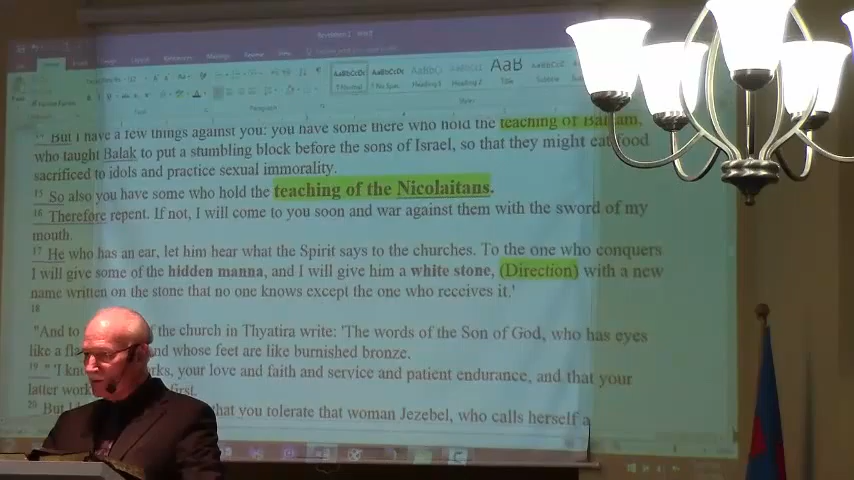 AaBbCcDc AaBbCcDc AaBbC AaBbCcC AaB AaBbCcD
Paragraph
14 But I have a few things against you: you have some there who hold the teaching of Balaam,
who taught Balak to put a stumbling block before the sons of Israel, so that they might eat food
sacrificed to idols and practice sexual immorality.
15 So also you have some who hold the teaching of the Nicolaitans.
16 Therefore repent. If not, I will come to you soon and war against them with the sword of my
mouth.
17 He who has an ear, let him hear what the Spirit says to the churches. To the one who conquers
I will give some of the hidden manna, and I will give him a white stone, (Direction) with a new
name written on the stone that no one knows except the one who receives it.'
18
"And to of the church in Thyatira write: 'The words of the Son of God, who has eyes
like a and whose feet are like burnished bronze.
19 "'I your love and faith and service and patient endurance, and that your
latter first.
20 But that you tolerate that woman Jezebel, who calls herself a